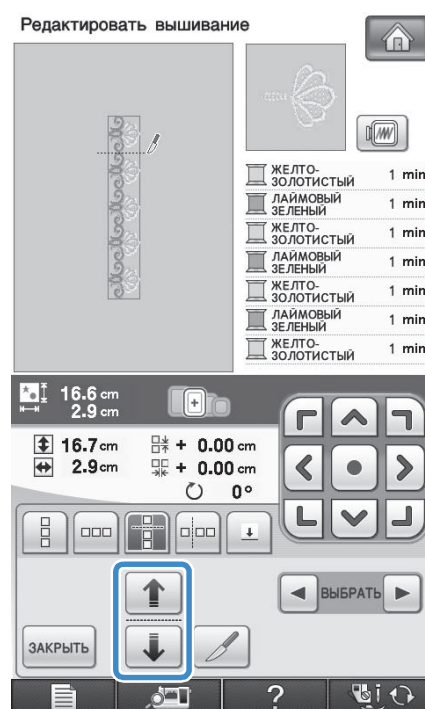 Редактировать вышивание
ЖЕЛТО-
ЗОЛОТИСТЫЙ 1 min
ЛАЙМОВЫЙ
ЗЕЛЕНЫЙ 1 min
ЖЕЛТО-
ЗОЛОТИСТЫЙ 1 min
ЛАЙМОВЫЙ
ЗЕЛЕНЫЙ 1 min
ЖЕЛТО-
ЗОЛОТИСТЫЙ 1 min
ЛАЙМОВЫЙ
ЗЕЛЕНЫЙ 1 min
ЖЕЛТО-
ЗОЛОТИСТЫЙ 1 min
16.6 cm
2.9 cm
16.7 cm + 0.00 cm
2.9 cm + 0.00 cm
0°
ВЫБРАТЬ
ЗАКРЫТЬ
?